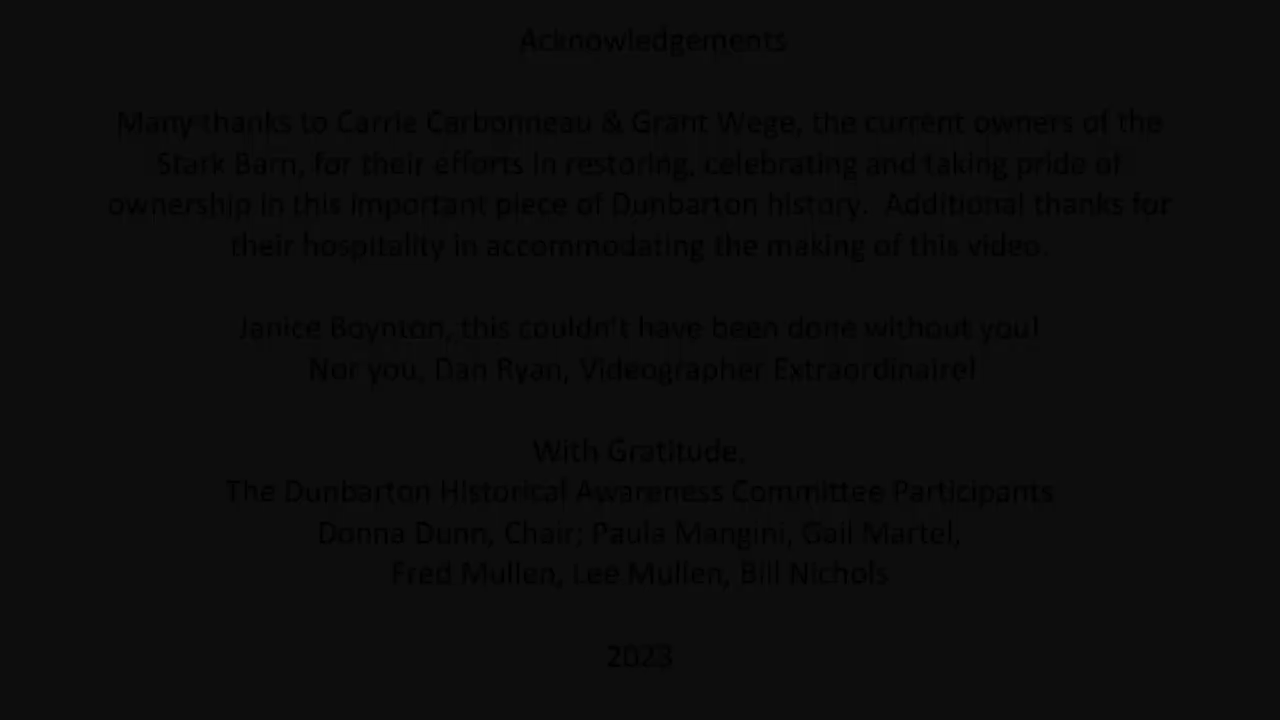 Acknowledgements
Many thanks to Carrie Carbonneau & Grant Wege, the current owners of the
Stark Barn, for their efforts in restoring, celebrating and taking pride of
ownership in this important piece of Dunbarton history.  Additional thanks for
their hospitality in accommodating the making of this video.
Janice Boynton, this couldn't have been done without you!
Nor you, Dan Ryan, Videographer Extraordinaire!
With Gratitude,
The Dunbarton Historical Awareness Committee Participants
Donna Dunn, Chair; Paula Mangini, Gail Martel,
Fred Mullen, Lee Mullen, Bill Nichols
2023